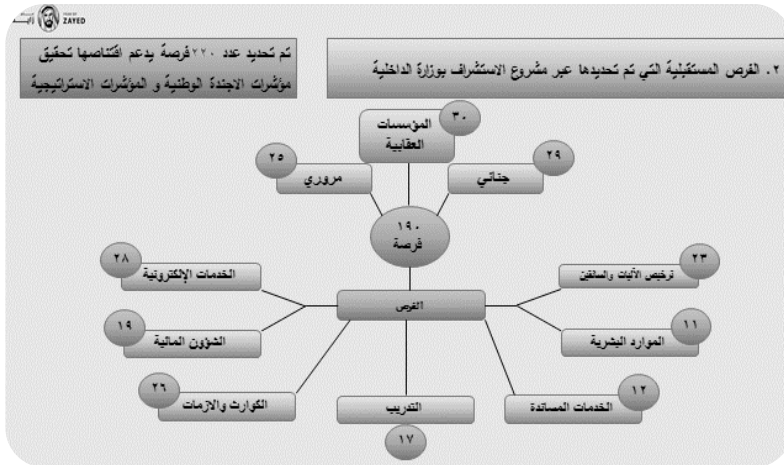 ZAYED
٢. الفرص المستقبلية التي تم تحديدها عبر مشروع الاستشراف بوزارة الداخلية
تم تحديد عدد ٢٢٠ فرصة يدعم اقتناصها تحقيق
مؤشرات الاجندة الوطنية و المؤشرات الاستراتيجية
٣٠
المؤسسات
العقابية
٢٩
جنائي
٢٥
مروري
١٩٠
فرصة
٢٣
ترخيص الآليات والسائقين
٢٨
الخدمات الإلكترونية
الفرص
١١
الموارد البشرية
١٩
الشؤون المالية
١٢
الخدمات المساندة
التدريب
١٧
٢٦
الكوارث والازمات